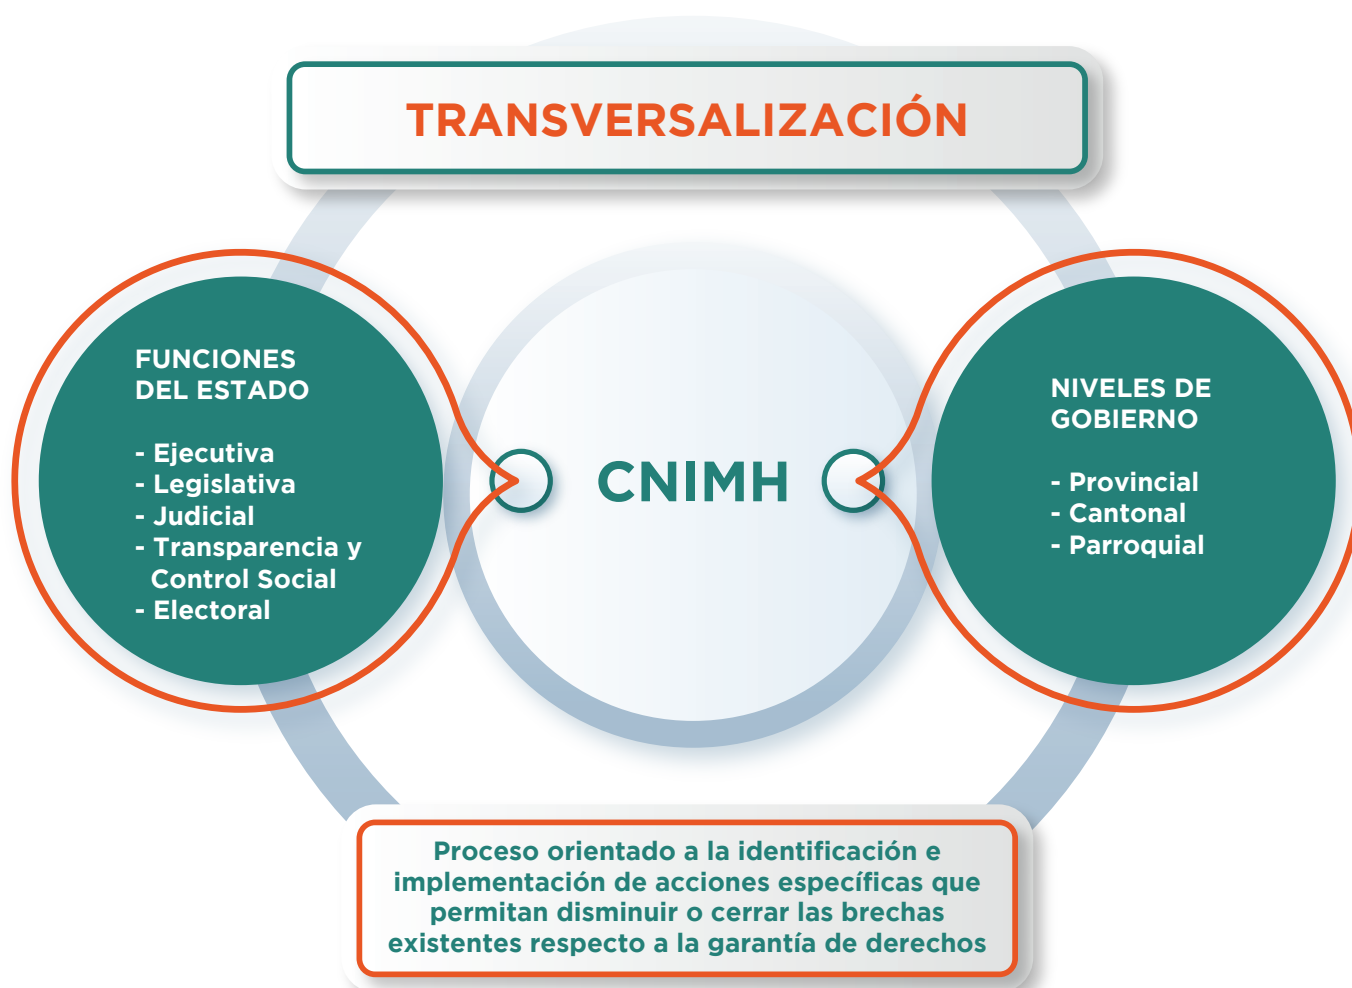 TRANSVERSALIZACIÓN
FUNCIONES
DEL ESTADO
- Ejecutiva
- Legislativa
- Judicial
- Transparencia y
Control Social
- Electoral
CNIMH
NIVELES DE
GOBIERNO
- Provincial
- Cantonal
- Parroquial
Proceso orientado a la identificación e
implementación de acciones específicas que
permitan disminuir o cerrar las brechas
existentes respecto a la garantía de derechos